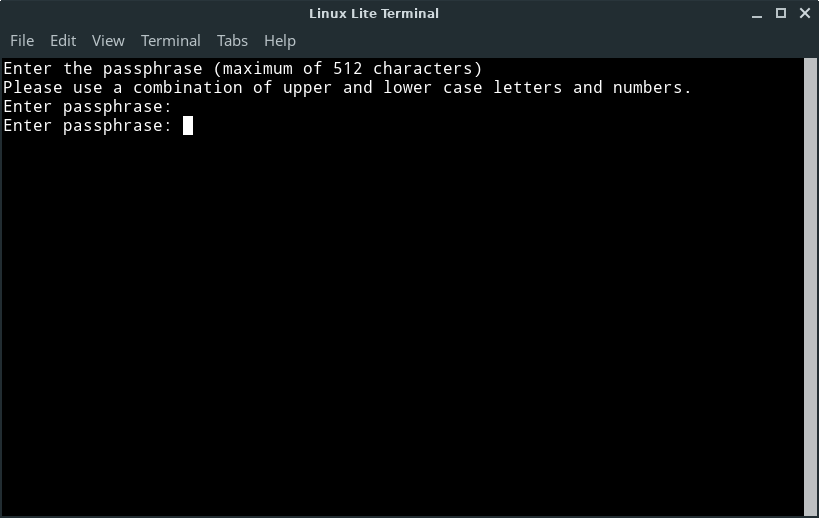 Linux Lite Terminal
File Edit View Terminal Tabs Help
Enter the passphrase (maximum of 512 characters)
Please use a combination of upper and lower case letters and numbers.
Enter passphrase:
Enter passphrase: